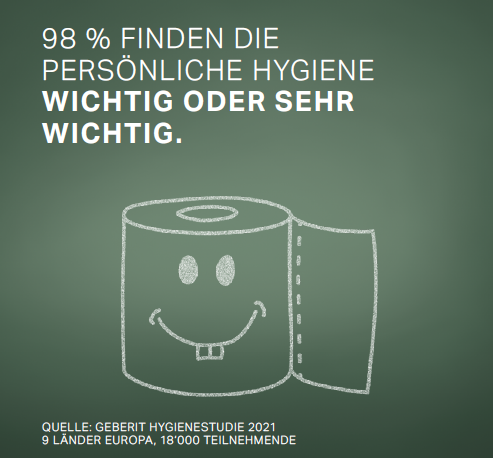 98 % FINDEN DIE
PERSÖNLICHE HYGIENE
WICHTIG ODER SEHR
WICHTIG.
QUELLE: GEBERIT HYGIENESTUDIE 2021
9 LÄNDER EUROPA, 18'000 TEILNEHMENDE